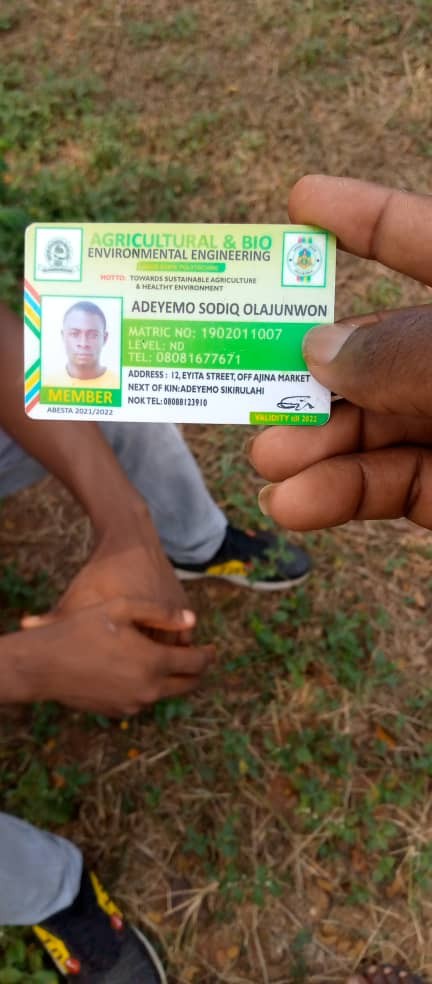 AGRICULTURAL & BIO
ENVIRONMENTAL ENGINEERING
MOTTO: TOWARDS SUSTAINABLE AGRICULTURE
& HEALTHY ENVIRONMENT
ADEYEMO SODIQ OLAJUNWON
MATRIC NO: 1902011007
LEVEL: ND
TEL: 08081677671
ADDRESS : 12, EYITA STREET, OFF AJINA MARKET
NEXT OF KIN:ADEYEMO SIKIRULAHI
NOK TEL:08088123910
MEMBER
ABESTA 2021/2022
VALIDITY till 2022